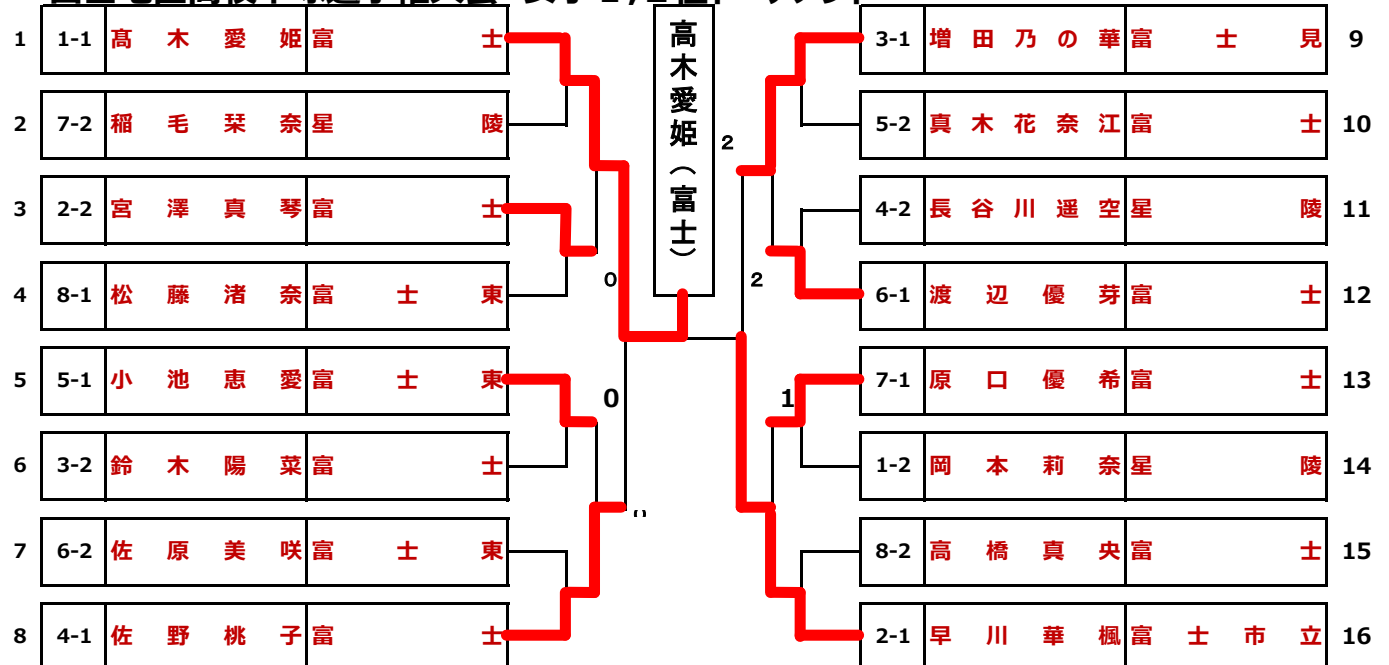 1 1-1 髙木愛姫 富士
2 7-2 稲毛栞奈 星陵
3 2-2 宮澤真琴 富士
4 8-1 松藤渚奈 富士東
5 5-1 小池恵愛 富士東
6 3-2 鈴木陽菜 富士
7 6-2 佐原美咲 富士東
8 4-1 佐野桃子 富士
高木愛姫（富士）
0
0
2
2
1
3-1 増田乃の華 富士見 9
5-2 真木花奈江 富士 10
4-2 長谷川遥空 星陵 11
6-1 渡辺優芽 富士 12
7-1 原口優希 富士 13
1-2 岡本莉奈 星陵 14
8-2 高橋真央 富士 15
2-1 早川華楓 富士市立 16